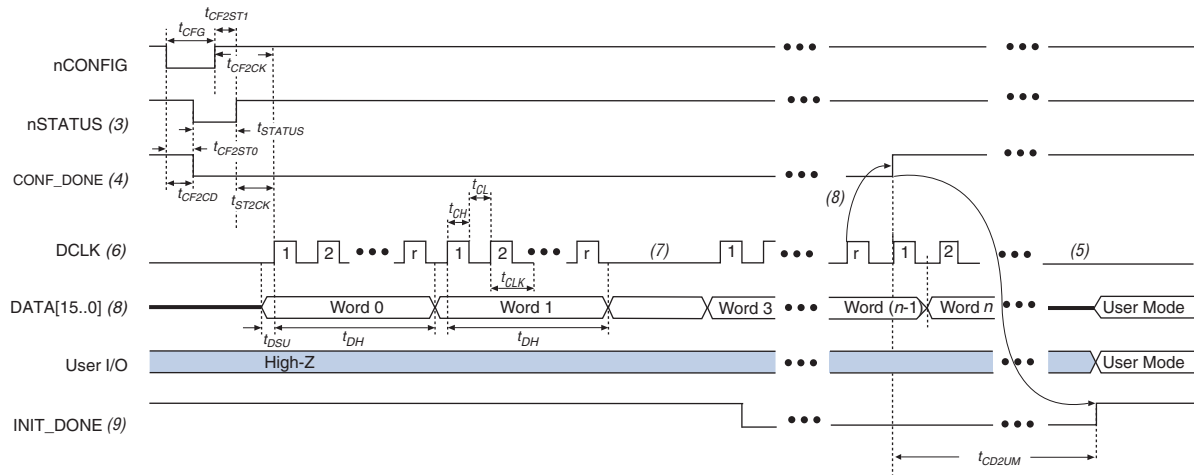 tCF2ST1
tCFG
nCONFIG
tCF2CK
nSTATUS (3)
tSTATUS
tCF2ST0
CONF_DONE (4)
tCF2CD
tST2CK
tCL
tCH
(8)
DCLK (6)
1 2 r 1 2 r (7) 1 r 1 2 (5)
tCLK
DATA[15..0] (8)
Word 0 Word 1 Word 3 Word (n-1) Word n User Mode
tDSU
tDH
tDH
User I/O
High-Z
User Mode
INIT_DONE (9)
tCD2UM